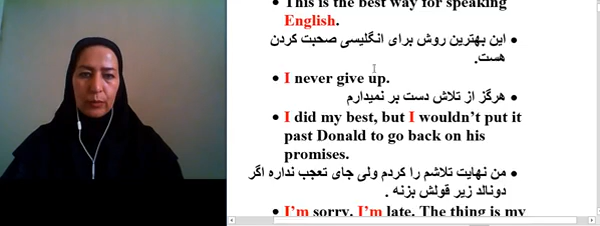 This is the best way for speaking
English.
این بهترین روش برای انگلیسی صحبت کردن
هست.
I never give up.
هرگز از تلاش دست بر نمیدارم
I did my best, but I wouldn't put it
past Donald to go back on his
promises.
من نهایت تلاشم را کردم ولی جای تعجب نداره اگر
دونالد زیر قولش بزنه .
I'm sorry, I'm late. The thing is my